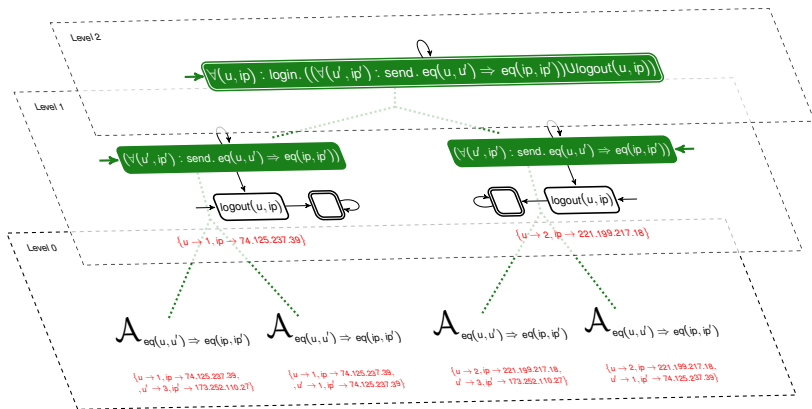 Level 2
∀(u, ip) : login. ((∀(u′, ip′) : send. eq(u, u′) ⇒ eq(ip, ip′))Ulogout(u, ip))
Level 1
(∀(u′, ip′) : send. eq(u, u′) ⇒ eq(ip, ip′))
(∀(u′, ip′) : send. eq(u, u′) ⇒ eq(ip, ip′))
logout(u, ip)
logout(u, ip)
{u → 1, ip → 74.125.237.39}
{u → 2, ip → 221.199.217.18}
Level 0
A eq(u, u′) ⇒ eq(ip, ip′)
A eq(u, u′) ⇒ eq(ip, ip′)
A eq(u, u′) ⇒ eq(ip, ip′)
A eq(u, u′) ⇒ eq(ip, ip′)
{u → 1, ip → 74.125.237.39,
, u′ → 3, ip′ → 173.252.110.27}
{u → 1, ip → 74.125.237.39,
, u′ → 1, ip′ → 74.125.237.39}
{u → 2, ip → 221.199.217.18,
u′ → 3, ip′ → 173.252.110.27}
{u → 2, ip → 221.199.217.18,
u′ → 1, ip′ → 74.125.237.39}